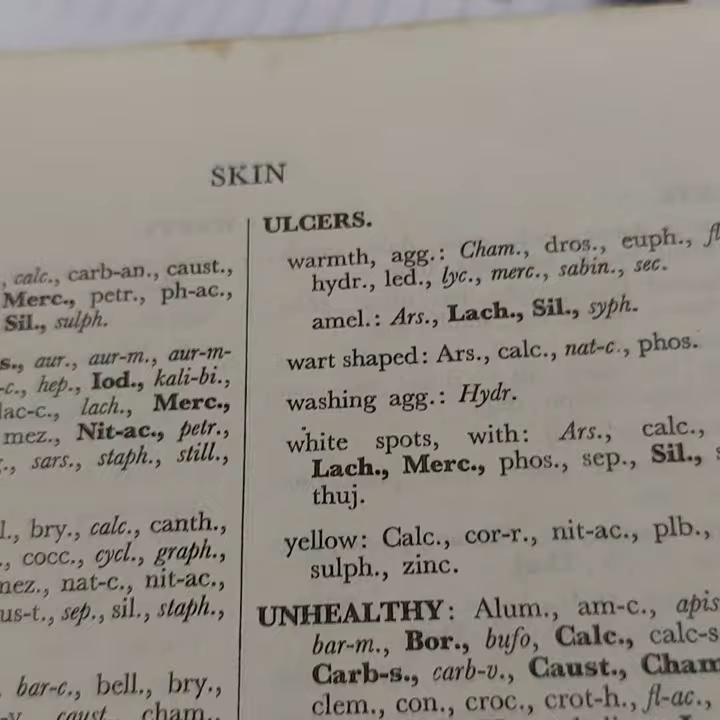 SKIN
calc., carb-an., caust.,
Merc., petr., ph-ac.,
Sil., sulph.
aur., aur-m., aur-m-
hep., Iod., kali-bi.,
lac-c., lach., Merc.,
mez., Nit-ac., petr.,
sars., staph., still.,
bry., calc., canth.,
cocc., cycl., graph.,
nat-c., nit-ac.,
sep., sil., staph.,
bar-c., bell., bry.,
caust., cham.,
ULCERS.
warmth, agg.: Cham., dros., euph.,
hydr., led., lyc., merc., sabin., sec.
amel.: Ars., Lach., Sil., syph.
wart shaped: Ars., calc., nat-c., phos.
washing agg.: Hydr.
white spots, with: Ars., calc.,
Lach., Merc., phos., sep., Sil.,
thuj.
yellow: Calc., cor-r., nit-ac., plb.,
sulph., zinc.
UNHEALTHY: Alum., am-c., apis
bar-m., Bor., bufo, Calc., calc-s
Carb-s., carb-v., Caust., Cham
clem., con., croc., crot-h., fl-ac.,